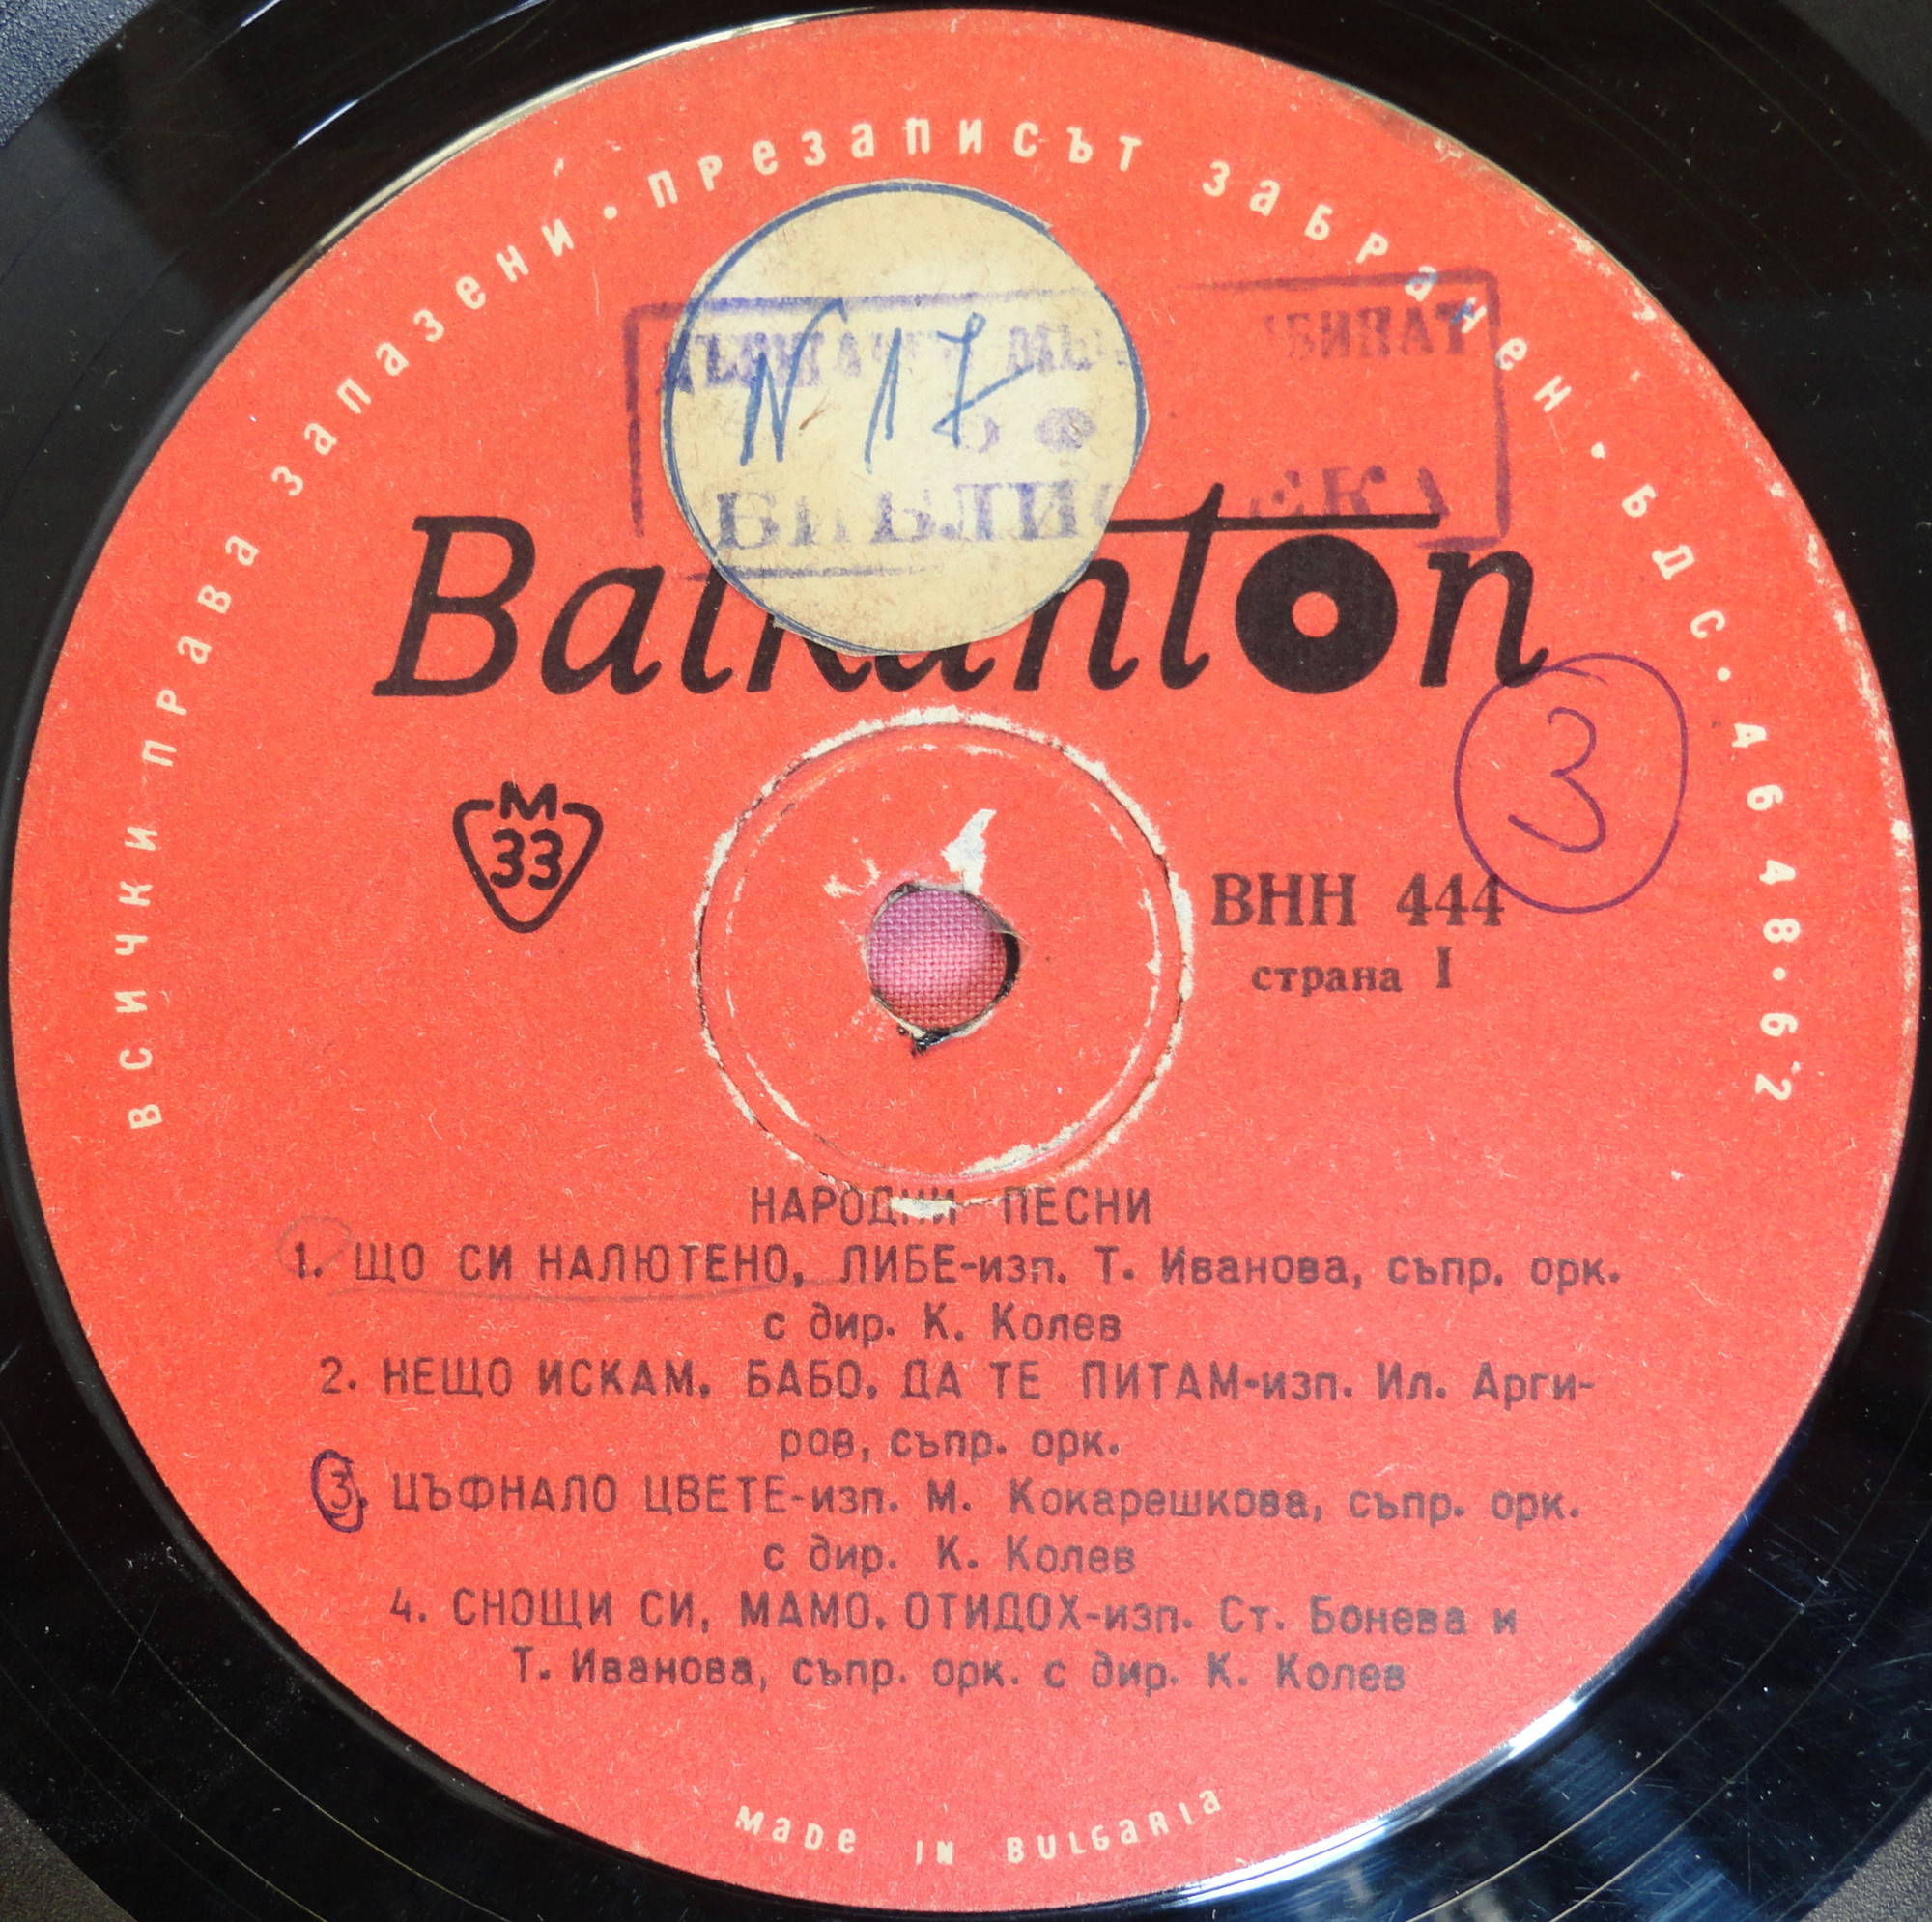 ВСИЧКИ ПРАВА ЗАПАЗЕНИ • ПРЕЗАПИСЪТ ЗАБРАНЕН • БДС • 4648 • 62
N 17
БИБЛИОТЕКА
Balkanton
3
М
33
ВНН 444
страна I
НАРОДНИ ПЕСНИ
1. ЩО СИ НАЛЮТЕНО, ЛИБЕ-изп. Т. Иванова, съпр. орк.
с дир. К. Колев
2. НЕЩО ИСКАМ, БАБО, ДА ТЕ ПИТАМ-изп. Ил. Арги-
ров, съпр. орк.
3. ЦЪФНАЛО ЦВЕТЕ-изп. М. Кокарешкова, съпр. орк.
с дир. К. Колев
4. СНОЩИ СИ, МАМО, ОТИДОХ-изп. Ст. Бонева и
Т. Иванова, съпр. орк. с дир. К. Колев
MADE IN BULGARIA